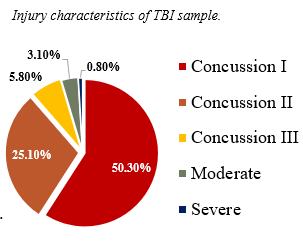 Injury characteristics of TBI sample.
3.10%
0.80%
5.80%
25.10%
50.30%
Concussion I
Concussion II
Concussion III
Moderate
Severe
.